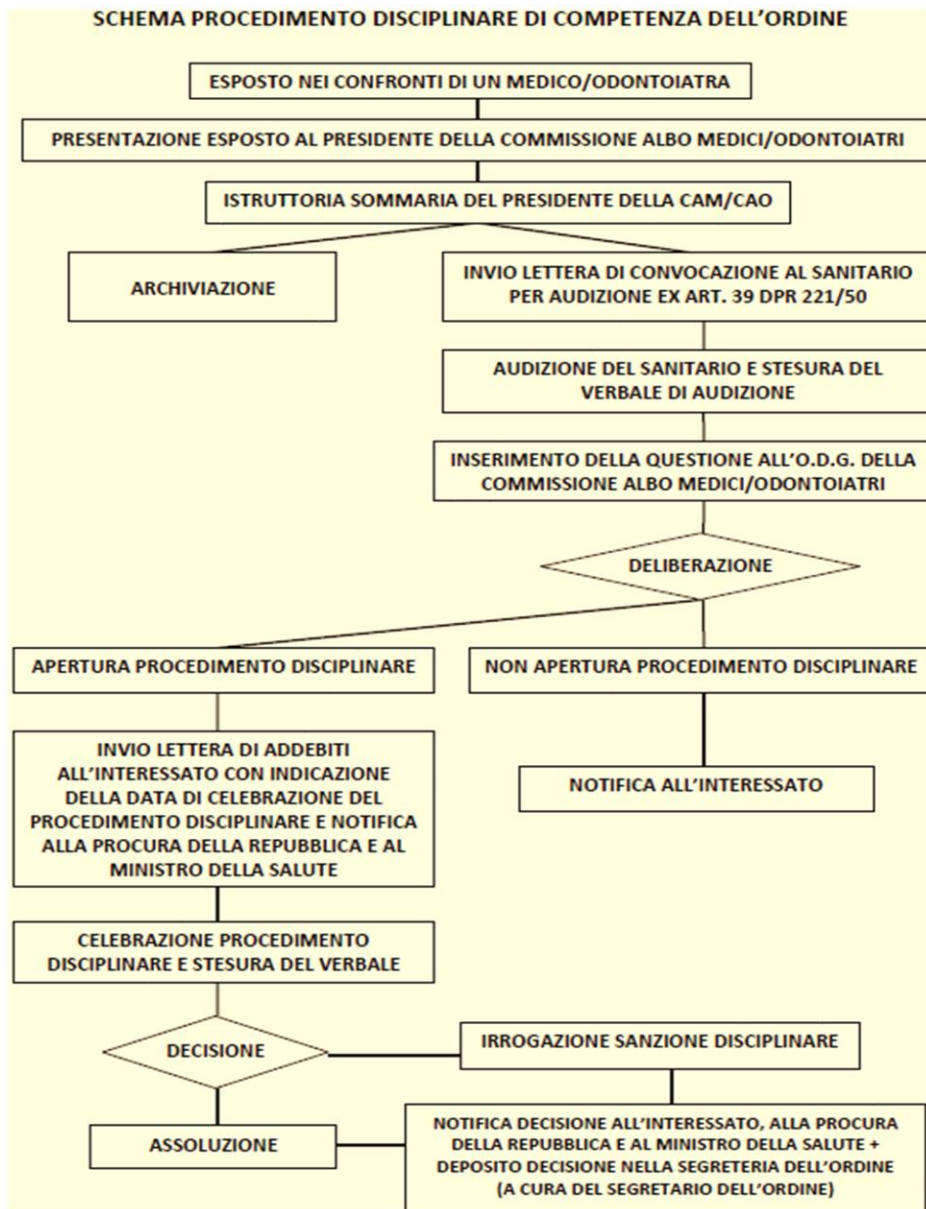 SCHEMA PROCEDIMENTO DISCIPLINARE DI COMPETENZA DELL'ORDINE
ESPOSTO NEI CONFRONTI DI UN MEDICO/ODONTOIATRA
PRESENTAZIONE ESPOSTO AL PRESIDENTE DELLA COMMISSIONE ALBO MEDICI/ODONTOIATRI
ISTRUTTORIA SOMMARIA DEL PRESIDENTE DELLA CAM/CAO
ARCHIVIAZIONE
INVIO LETTERA DI CONVOCAZIONE AL SANITARIO
PER AUDIZIONE EX ART. 39 DPR 221/50
AUDIZIONE DEL SANITARIO E STESURA DEL
VERBALE DI AUDIZIONE
INSERIMENTO DELLA QUESTIONE ALL'O.D.G. DELLA
COMMISSIONE ALBO MEDICI/ODONTOIATRI
DELIBERAZIONE
APERTURA PROCEDIMENTO DISCIPLINARE
NON APERTURA PROCEDIMENTO DISCIPLINARE
INVIO LETTERA DI ADDEBITI
ALL'INTERESSATO CON INDICAZIONE
DELLA DATA DI CELEBRAZIONE DEL
PROCEDIMENTO DISCIPLINARE E NOTIFICA
ALLA PROCURA DELLA REPUBBLICA E AL
MINISTRO DELLA SALUTE
NOTIFICA ALL'INTERESSATO
CELEBRAZIONE PROCEDIMENTO
DISCIPLINARE E STESURA DEL VERBALE
DECISIONE
IRROGAZIONE SANZIONE DISCIPLINARE
ASSOLUZIONE
NOTIFICA DECISIONE ALL'INTERESSATO, ALLA PROCURA
DELLA REPUBBLICA E AL MINISTRO DELLA SALUTE +
DEPOSITO DECISIONE NELLA SEGRETERIA DELL'ORDINE
(A CURA DEL SEGRETARIO DELL'ORDINE)